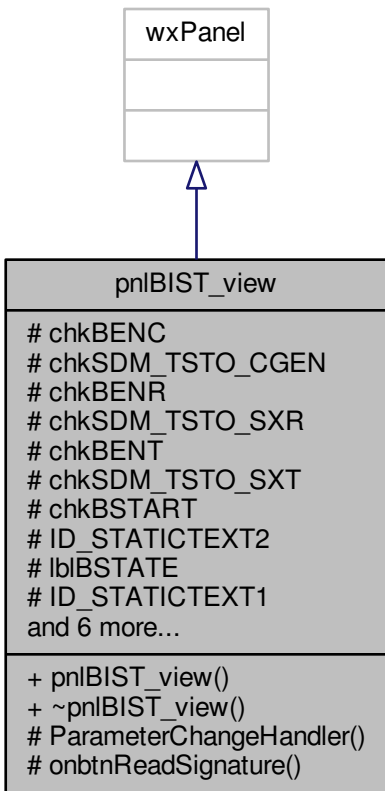 wxPanel
pnlBIST_view
# chkBENC
# chkSDM_TSTO_CGEN
# chkBENR
# chkSDM_TSTO_SXR
# chkBENT
# chkSDM_TSTO_SXT
# chkBSTART
# ID_STATICTEXT2
# lblBSTATE
# ID_STATICTEXT1
and 6 more...
+ pnlBIST_view()
+ ~pnlBIST_view()
# ParameterChangeHandler()
# onbtnReadSignature()